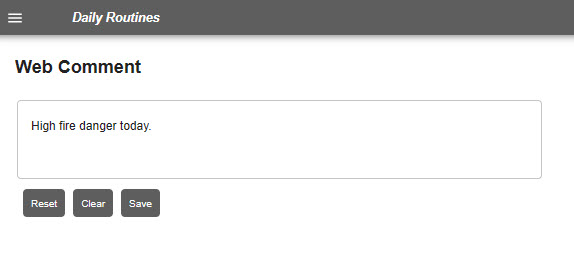 Daily Routines
Web Comment
High fire danger today.
Reset Clear Save